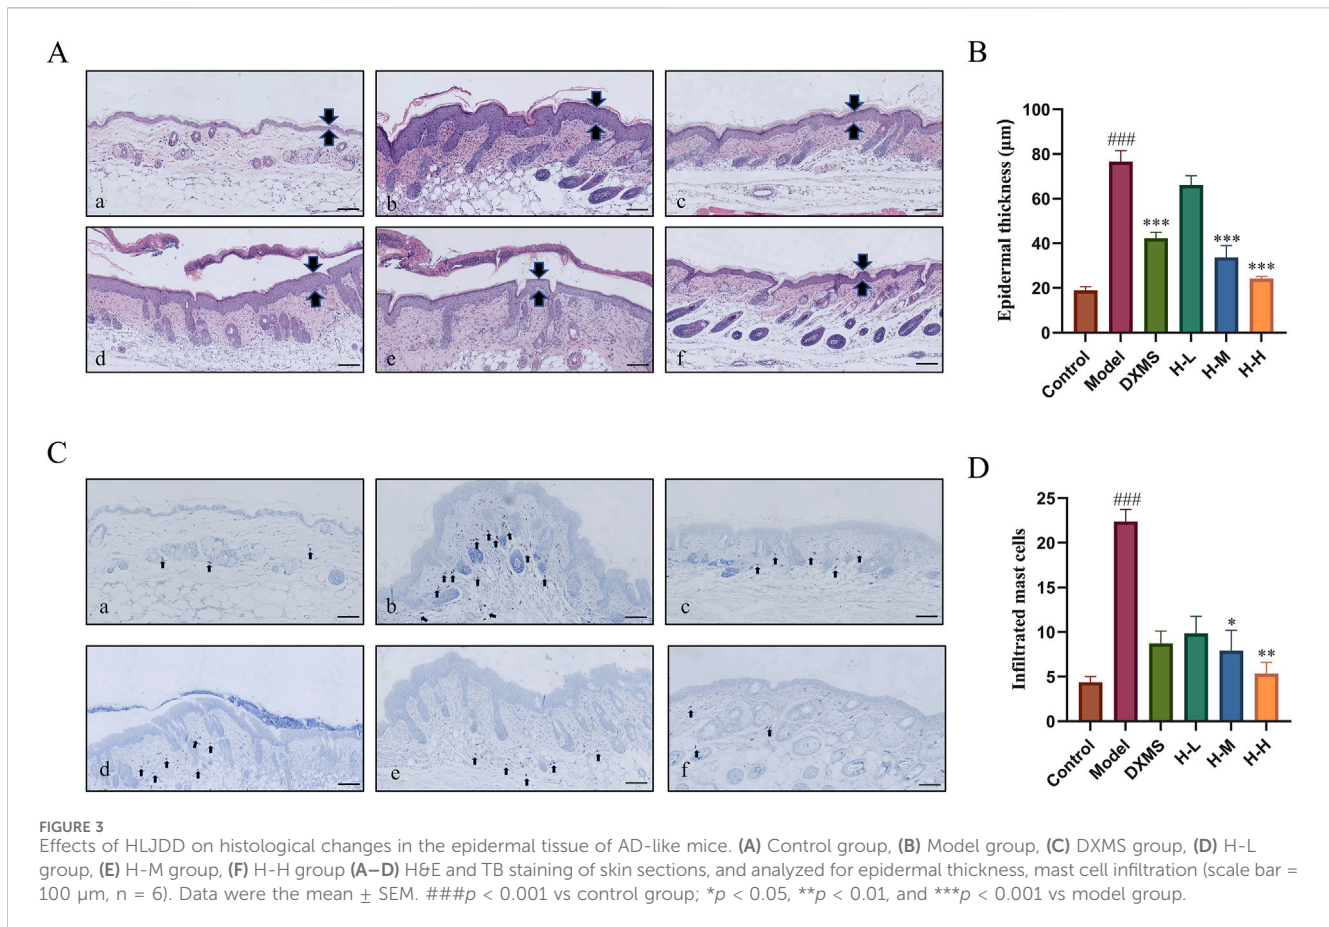 A
a
b
c
d
e
f
B
Epidermal thickness (μm)
100
80
60
40
20
0
###
***
***
***
Control
Model
DXMS
H-L
H-M
H-H
C
a
b
c
d
e
f
D
Infiltrated mast cells
25
20
15
10
5
0
###
*
**
Control
Model
DXMS
H-L
H-M
H-H
FIGURE 3
Effects of HLJDD on histological changes in the epidermal tissue of AD-like mice. (A) Control group, (B) Model group, (C) DXMS group, (D) H-L
group, (E) H-M group, (F) H-H group (A–D) H&E and TB staining of skin sections, and analyzed for epidermal thickness, mast cell infiltration (scale bar =
100 μm, n = 6). Data were the mean ± SEM. ###p < 0.001 vs control group; *p < 0.05, **p < 0.01, and ***p < 0.001 vs model group.